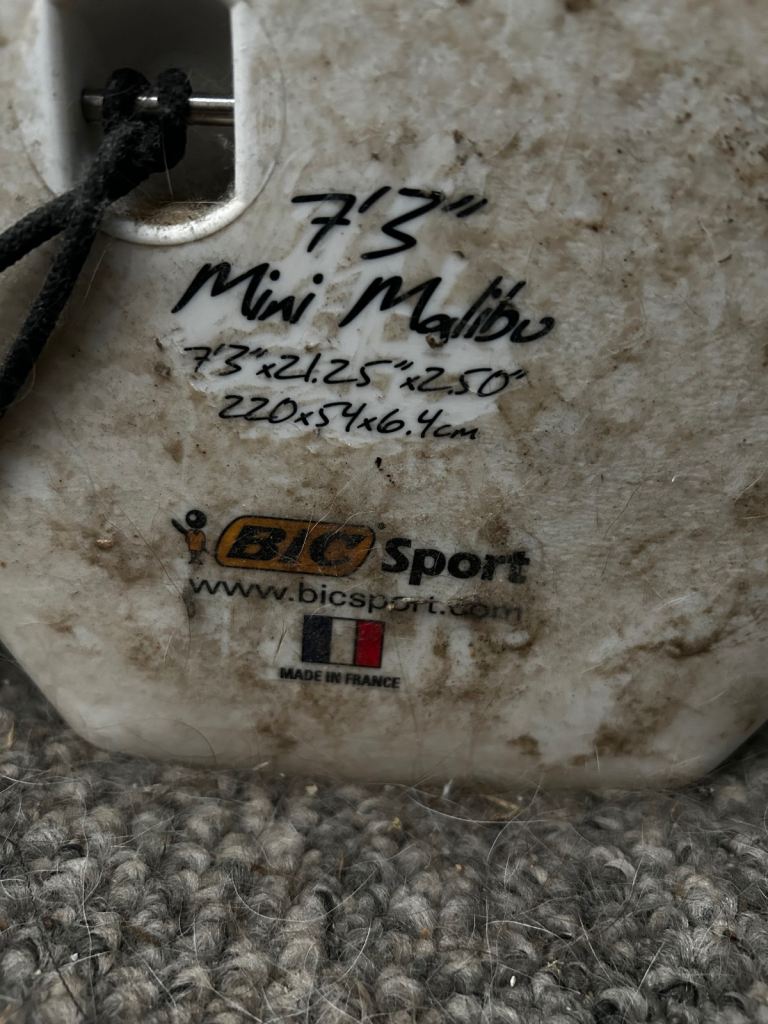 7'3"
Mini Malibu
7'3"x21.25"x2.50"
220x54x6.4cm
BIC® Sport
www.bicsport.com
MADE IN FRANCE